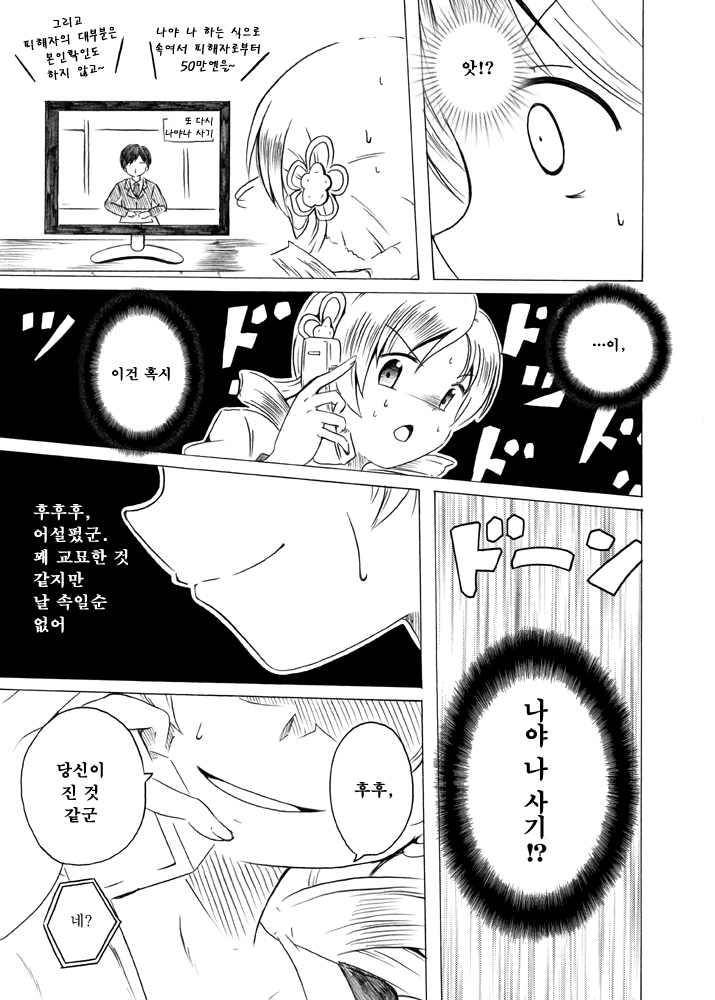 앗!?
나야 나 하는 식으로
속여서 피해자로부터
50만엔을~
그리고
피해자의 대부분은
본인확인도
하지 않고~
또 다시
나야나 사기
…이,
이건 혹시
ドドドドッ
ドーン
나야 나 사기!?
후후후,
어설펐군.
꽤 교묘한 것
같지만
날 속일순
없어
후후,
당신이
진 것
같군
네?